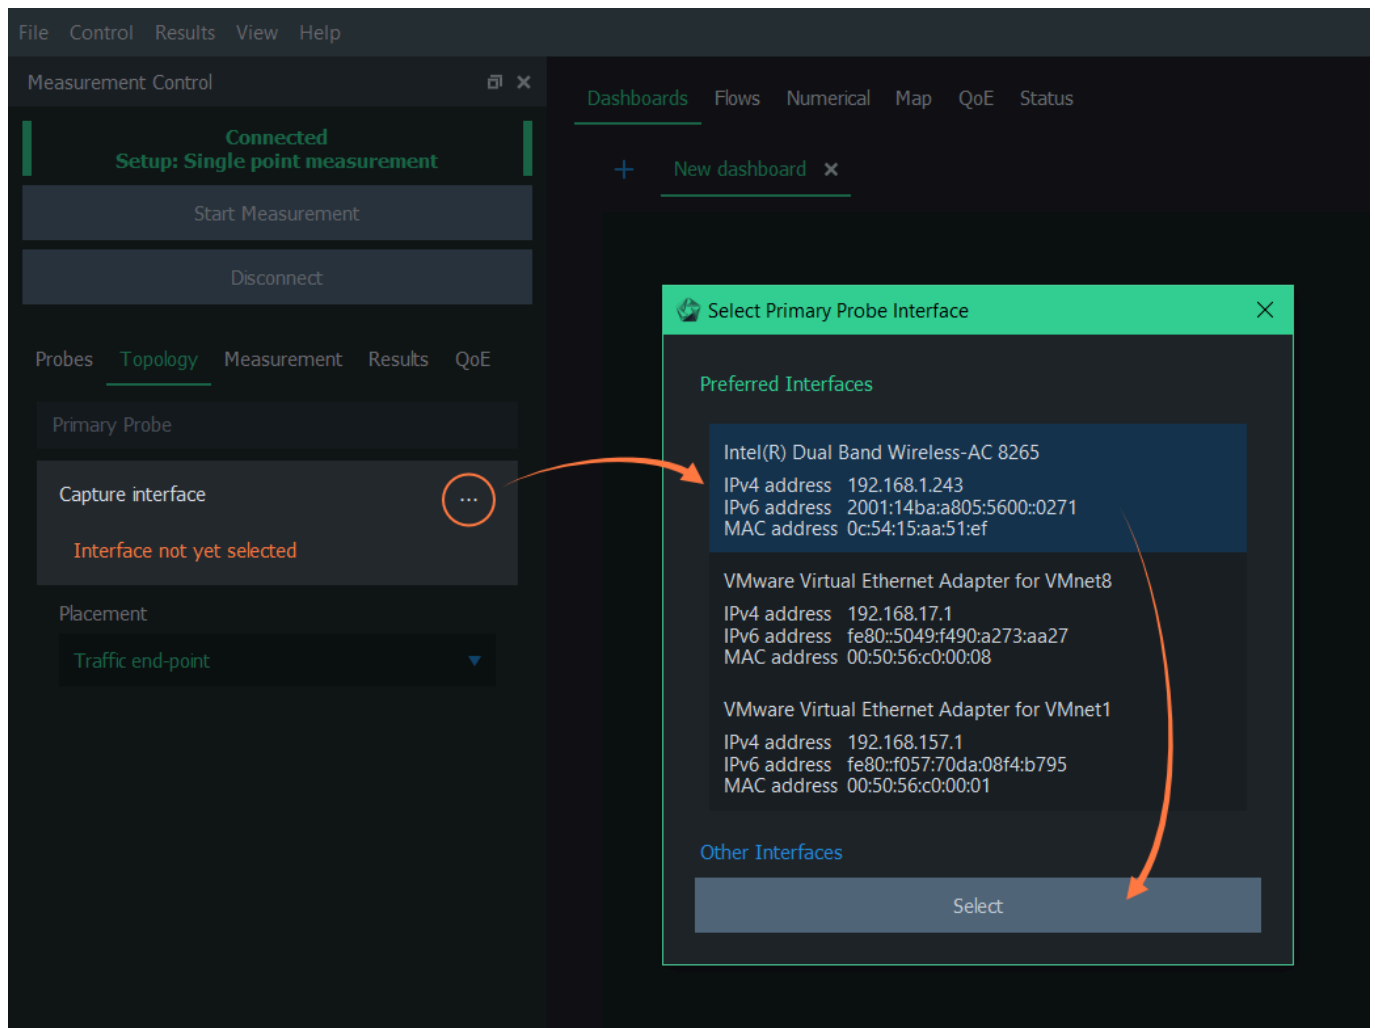 File Control Results View Help
Measurement Control
Connected
Setup: Single point measurement
Start Measurement
Disconnect
Probes Topology Measurement Results QoE
Primary Probe
Capture interface ...
Interface not yet selected
Placement
Traffic end-point
Dashboards Flows Numerical Map QoE Status
+ New dashboard
Select Primary Probe Interface
Preferred Interfaces
Intel(R) Dual Band Wireless-AC 8265
IPv4 address 192.168.1.243
IPv6 address 2001:14ba:a805:5600::0271
MAC address 0c:54:15:aa:51:ef
VMware Virtual Ethernet Adapter for VMnet8
IPv4 address 192.168.17.1
IPv6 address fe80::5049:f490:a273:aa27
MAC address 00:50:56:c0:00:08
VMware Virtual Ethernet Adapter for VMnet1
IPv4 address 192.168.157.1
IPv6 address fe80::f057:70da:08f4:b795
MAC address 00:50:56:c0:00:01
Other Interfaces
Select